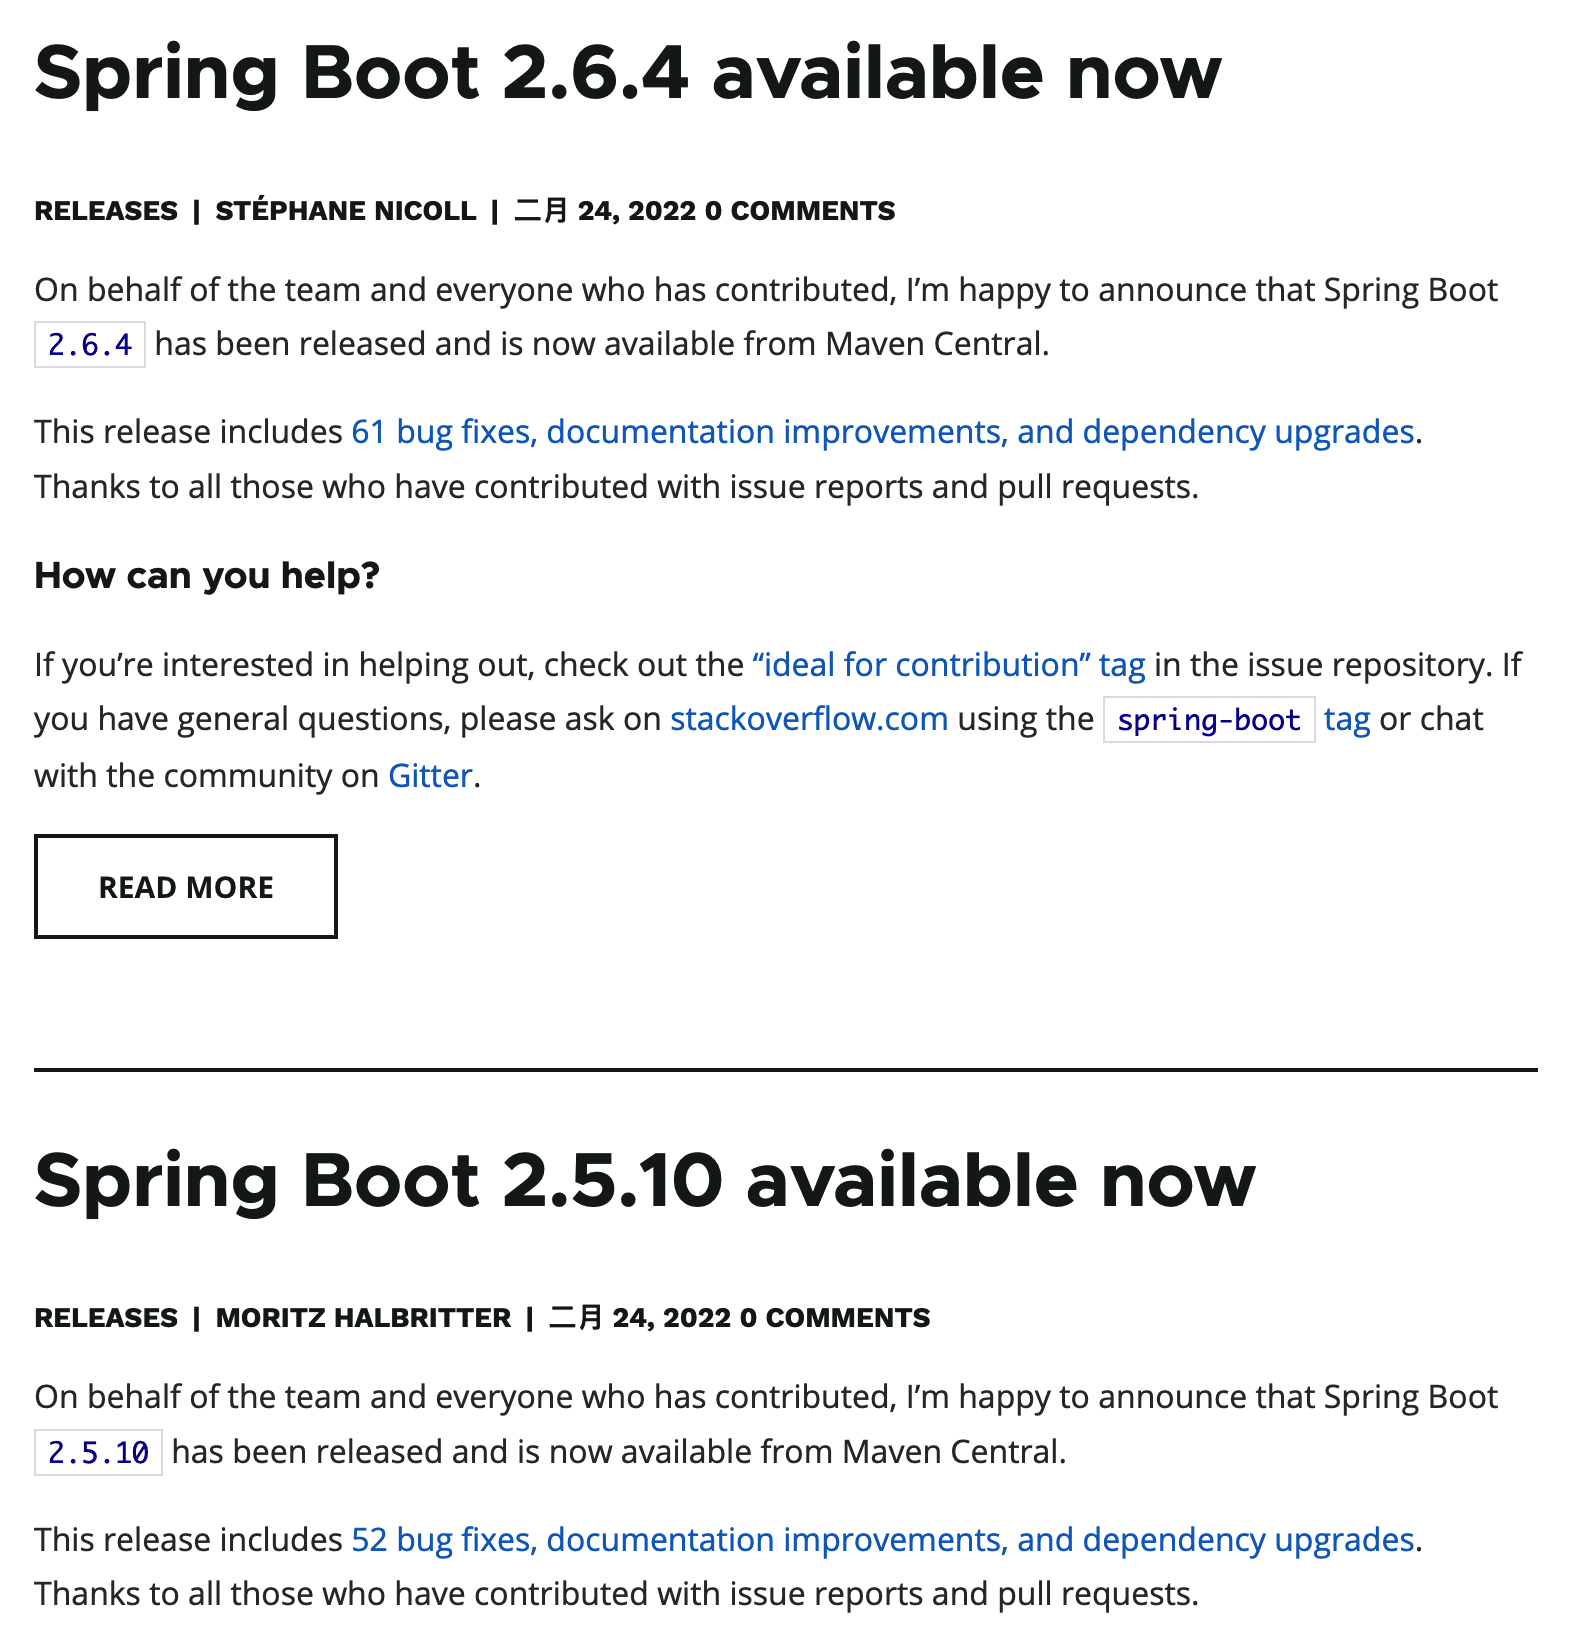 Spring Boot 2.6.4 available now
RELEASES | STÉPHANE NICOLL | 二月 24, 2022 0 COMMENTS
On behalf of the team and everyone who has contributed, I’m happy to announce that Spring Boot
2.6.4 has been released and is now available from Maven Central.
This release includes 61 bug fixes, documentation improvements, and dependency upgrades.
Thanks to all those who have contributed with issue reports and pull requests.
How can you help?
If you’re interested in helping out, check out the “ideal for contribution” tag in the issue repository. If
you have general questions, please ask on stackoverflow.com using the spring-boot tag or chat
with the community on Gitter.
READ MORE
Spring Boot 2.5.10 available now
RELEASES | MORITZ HALBRITTER | 二月 24, 2022 0 COMMENTS
On behalf of the team and everyone who has contributed, I’m happy to announce that Spring Boot
2.5.10 has been released and is now available from Maven Central.
This release includes 52 bug fixes, documentation improvements, and dependency upgrades.
Thanks to all those who have contributed with issue reports and pull requests.